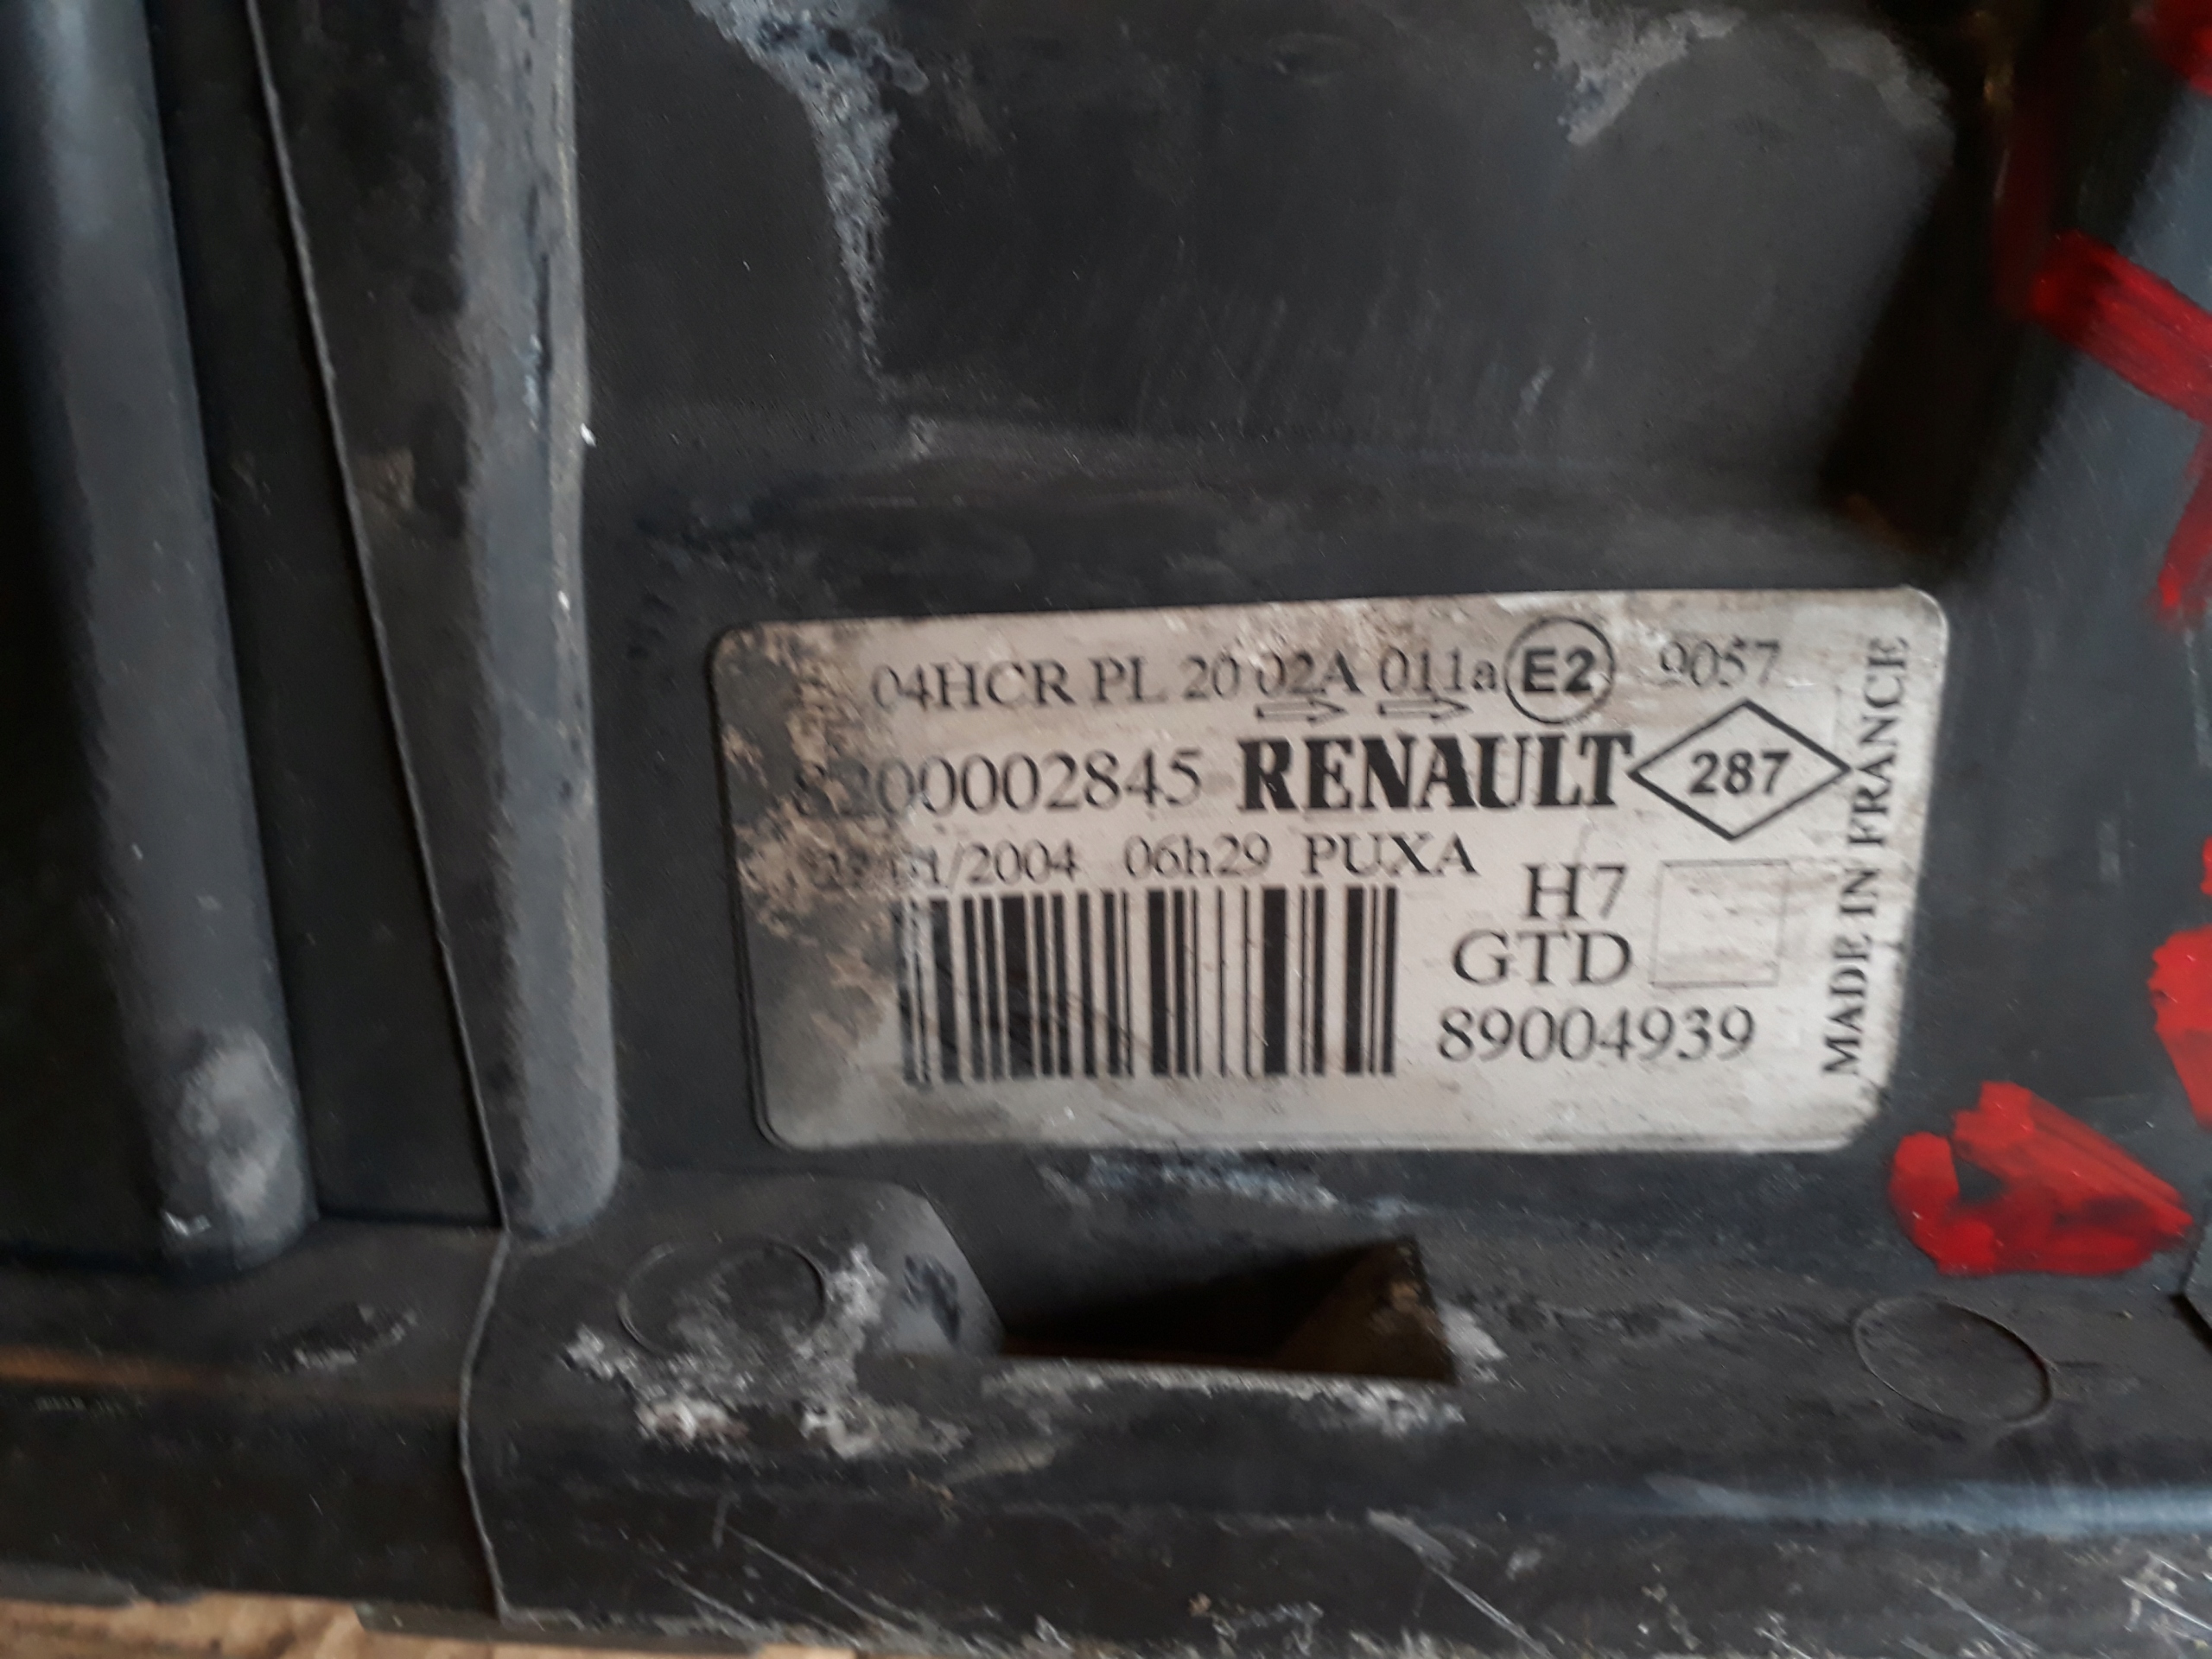 04HCR PL 20 02A 011a E2 9057
8200002845 RENAULT 287
/2004 06h29 PUXA
H7
GTD
89004939
MADE IN FRANCE